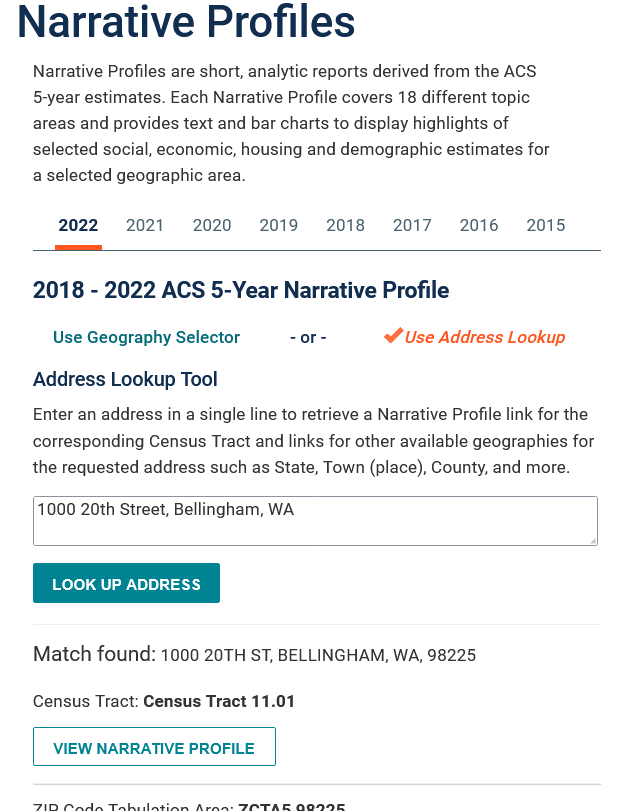 Narrative Profiles
Narrative Profiles are short, analytic reports derived from the ACS
5-year estimates. Each Narrative Profile covers 18 different topic
areas and provides text and bar charts to display highlights of
selected social, economic, housing and demographic estimates for
a selected geographic area.
2022 2021 2020 2019 2018 2017 2016 2015
2018 - 2022 ACS 5-Year Narrative Profile
Use Geography Selector - or - Use Address Lookup
Address Lookup Tool
Enter an address in a single line to retrieve a Narrative Profile link for the
corresponding Census Tract and links for other available geographies for
the requested address such as State, Town (place), County, and more.
1000 20th Street, Bellingham, WA
LOOK UP ADDRESS
Match found: 1000 20TH ST, BELLINGHAM, WA, 98225
Census Tract: Census Tract 11.01
VIEW NARRATIVE PROFILE
ZIP Code Tabulation Area: ZCTA5 98225